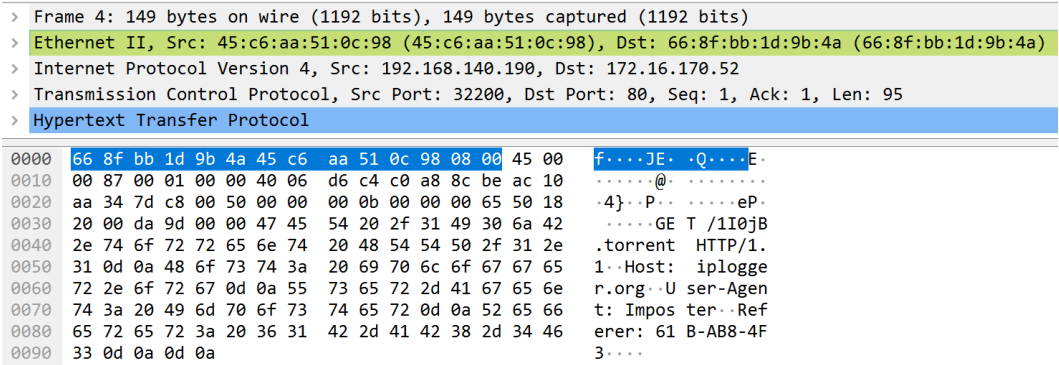 > Frame 4: 149 bytes on wire (1192 bits), 149 bytes captured (1192 bits)
> Ethernet II, Src: 45:c6:aa:51:0c:98 (45:c6:aa:51:0c:98), Dst: 66:8f:bb:1d:9b:4a (66:8f:bb:1d:9b:4a)
> Internet Protocol Version 4, Src: 192.168.140.190, Dst: 172.16.170.52
> Transmission Control Protocol, Src Port: 32200, Dst Port: 80, Seq: 1, Ack: 1, Len: 95
> Hypertext Transfer Protocol
0000 66 8f bb 1d 9b 4a 45 c6 aa 51 0c 98 08 00 45 00 f····JE· ·Q····E·
0010 00 87 00 01 00 00 40 06 d6 c4 c0 a8 8c be ac 10 ······@· ········
0020 aa 34 7d c8 00 50 00 00 00 0b 00 00 00 65 50 18 ·4}··P·· ·····eP·
0030 20 00 da 9d 00 00 47 45 54 20 2f 31 49 30 6a 42 ·····GE T /1I0jB
0040 2e 74 6f 72 72 65 6e 74 20 48 54 54 50 2f 31 2e .torrent HTTP/1.
0050 31 0d 0a 48 6f 73 74 3a 20 69 70 6c 6f 67 67 65 1··Host: iplogge
0060 72 2e 6f 72 67 0d 0a 55 73 65 72 2d 41 67 65 6e r.org··U ser-Agen
0070 74 3a 20 49 6d 70 6f 73 74 65 72 0d 0a 52 65 66 t: Impos ter··Ref
0080 65 72 65 72 3a 20 36 31 42 2d 41 42 38 2d 34 46 erer: 61 B-AB8-4F
0090 33 0d 0a 0d 0a 3····